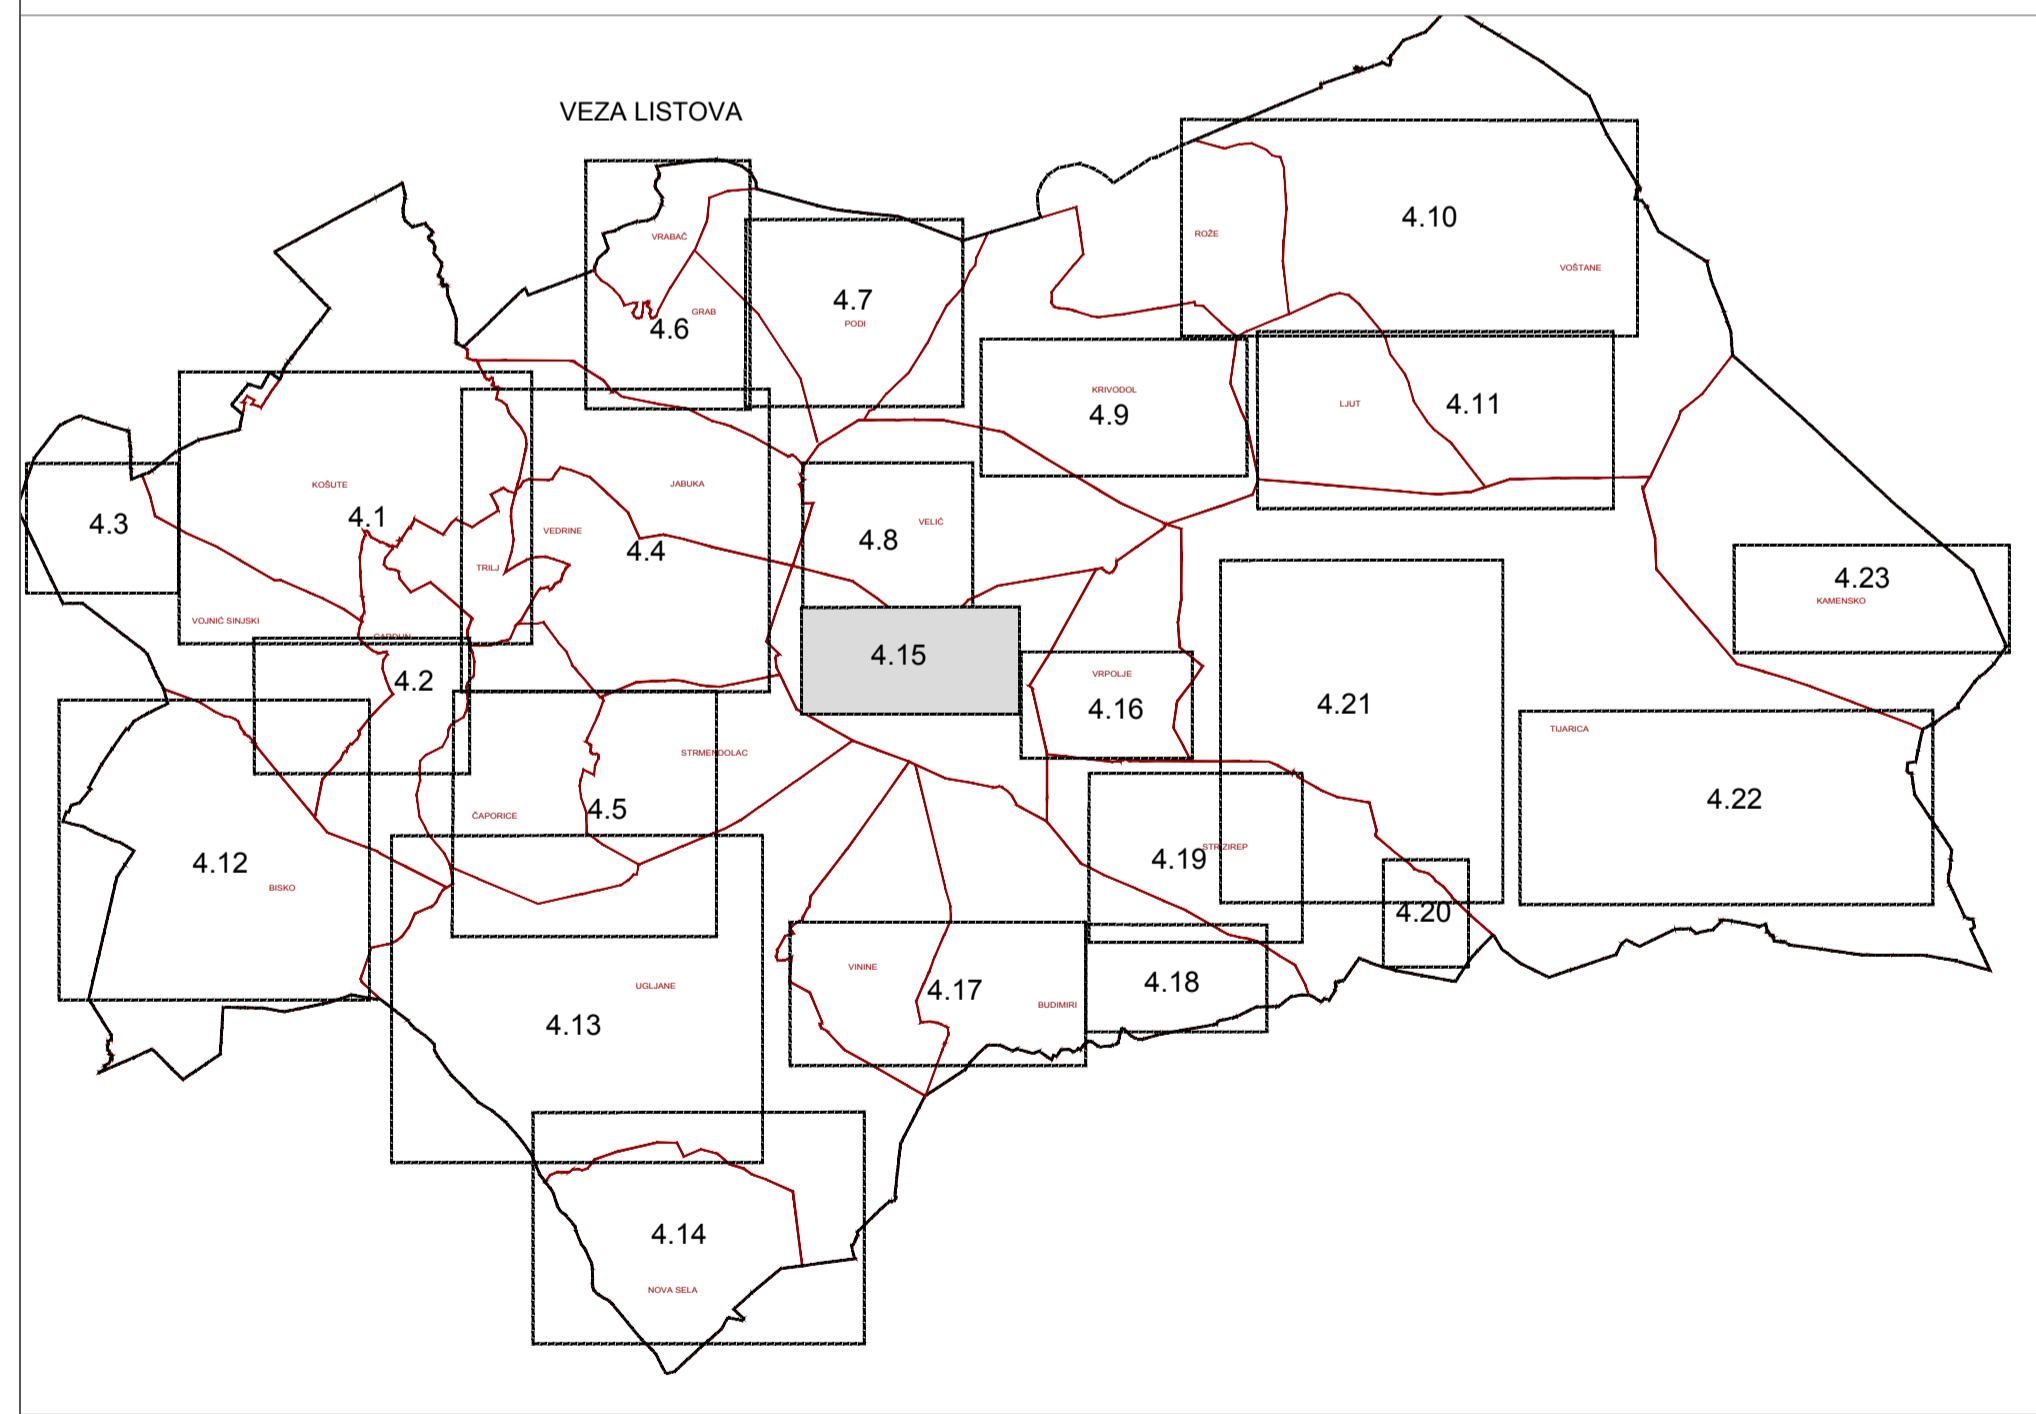 VEZA LISTOVA
4.10
VRABAČ
ROŽE
VOŠTANE
4.7
GRAB
PODI
4.6
KRIVODOL
4.9
LJUT
4.11
KOŠUTE
JABUKA
4.3
4.1
VEDRINE
4.8
VELIĆ
4.4
TRILJ
4.23
KAMENSKO
VOJNIĆ SINJSKI
GARDUN
4.15
4.2
VRPOLJE
4.16
4.21
TIJARICA
STRMENDOLAC
4.22
ČAPORICE
4.5
4.12
BISKO
4.19
STRIZIREP
4.20
VININE
4.17
UGLJANE
BUDIMIRI
4.18
4.13
4.14
NOVA SELA